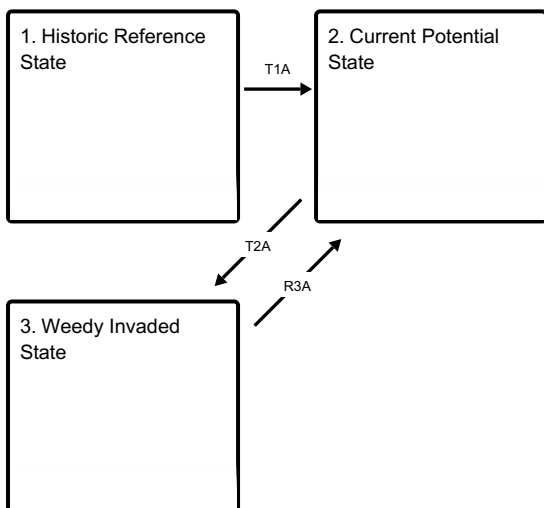 1. Historic Reference
State
T1A
2. Current Potential
State
T2A
R3A
3. Weedy Invaded
State